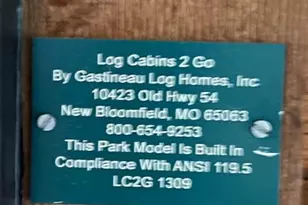 Log Cabins 2 Go
By Gastineau Log Homes, Inc
10423 Old Hwy 54
New Bloomfield, MO 65063
800-654-9253
This Park Model Is Built In
Compliance With ANSI 119.5
LC2G 1309